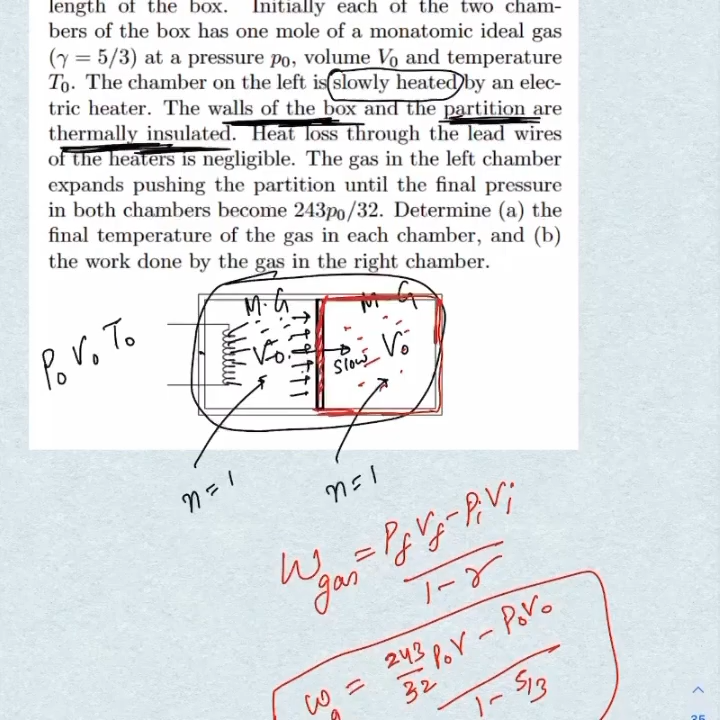 length of the box. Initially each of the two cham-
bers of the box has one mole of a monatomic ideal gas
(γ = 5/3) at a pressure p₀, volume V₀ and temperature
T₀. The chamber on the left is slowly heated by an elec-
tric heater. The walls of the box and the partition are
thermally insulated. Heat loss through the lead wires
of the heaters is negligible. The gas in the left chamber
expands pushing the partition until the final pressure
in both chambers become 243p₀/32. Determine (a) the
final temperature of the gas in each chamber, and (b)
the work done by the gas in the right chamber.
M.G M G
P₀ V₀ T₀
V₀ V₀
slow
n=1 n=1
W gas = (P_f V_f - P_i V_i) / (1-γ)
W g = (243/32 P₀V - P₀V₀) / (1-5/3)
35